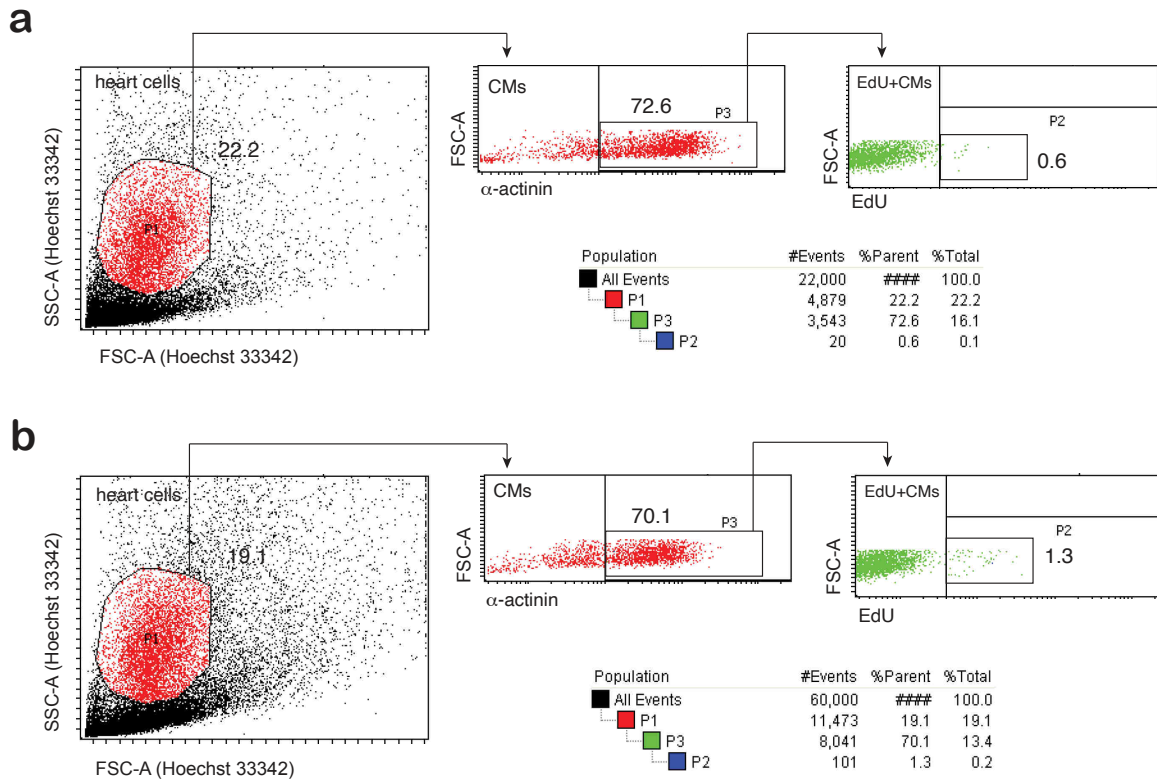 a
heart cells
22.2
P1
SSC-A (Hoechst 33342)
FSC-A (Hoechst 33342)
CMs
72.6
P3
FSC-A
α-actinin
EdU+CMs
P2
0.6
FSC-A
EdU
Population #Events %Parent %Total
All Events 22,000 #### 100.0
P1 4,879 22.2 22.2
P3 3,543 72.6 16.1
P2 20 0.6 0.1
b
heart cells
19.1
P1
SSC-A (Hoechst 33342)
FSC-A (Hoechst 33342)
CMs
70.1
P3
FSC-A
α-actinin
EdU+CMs
P2
1.3
FSC-A
EdU
Population #Events %Parent %Total
All Events 60,000 #### 100.0
P1 11,473 19.1 19.1
P3 8,041 70.1 13.4
P2 101 1.3 0.2